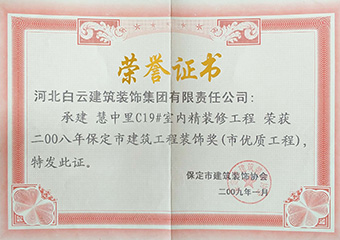 荣誉证书
河北白云建筑装饰集团有限责任公司：
承建 慧中里C19#室内精装修工程 荣获
二00八年保定市建筑工程装饰奖(市优质工程)，
特发此证。
保定市建筑装饰协会
二00九年一月